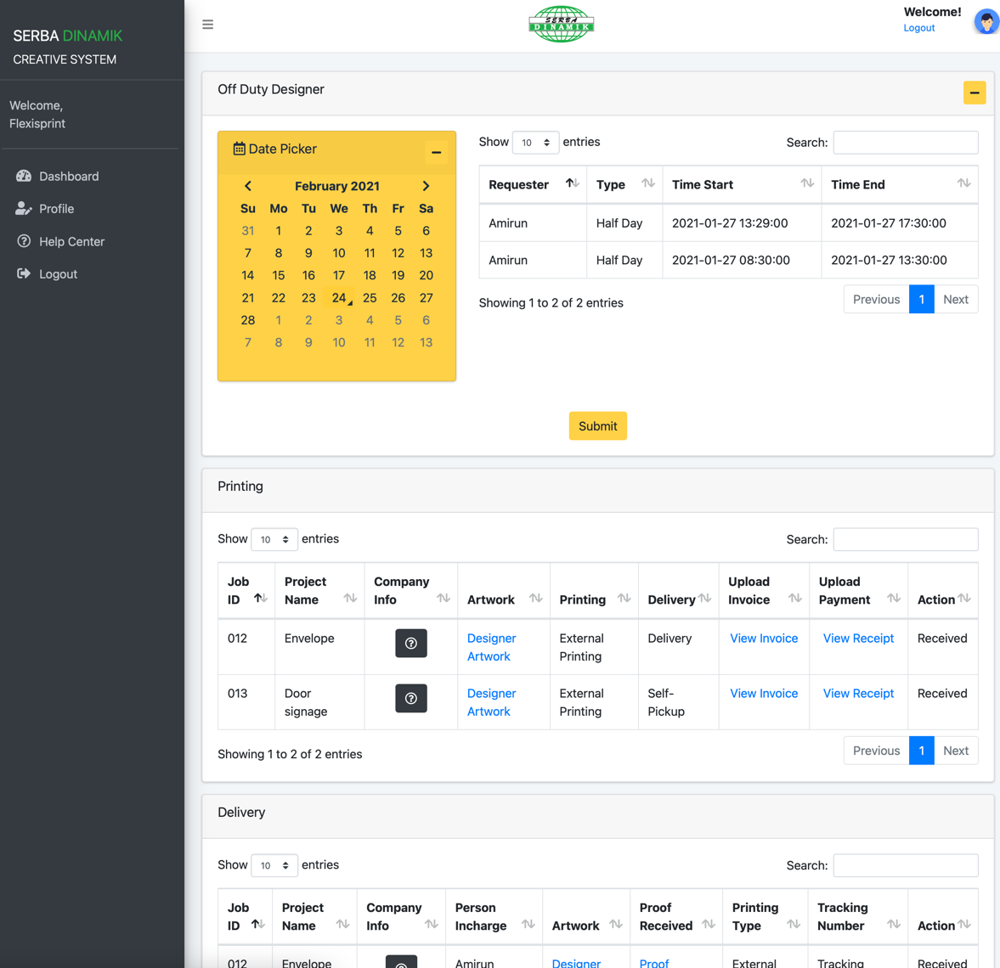 SERBA DINAMIK
CREATIVE SYSTEM
Welcome,
Flexisprint
Dashboard
Profile
Help Center
Logout
SERBA
DINAMIK
Welcome!
Logout
Off Duty Designer
Date Picker
February 2021
Su Mo Tu We Th Fr Sa
31 1 2 3 4 5 6
7 8 9 10 11 12 13
14 15 16 17 18 19 20
21 22 23 24 25 26 27
28 1 2 3 4 5 6
7 8 9 10 11 12 13
Show 10 entries Search:
Requester Type Time Start Time End
Amirun Half Day 2021-01-27 13:29:00 2021-01-27 17:30:00
Amirun Half Day 2021-01-27 08:30:00 2021-01-27 13:30:00
Showing 1 to 2 of 2 entries Previous 1 Next
Submit
Printing
Show 10 entries Search:
Job Project Company Upload Upload
ID Name Info Artwork Printing Delivery Invoice Payment Action
012 Envelope Designer External Delivery View Invoice View Receipt Received
Artwork Printing
013 Door Designer External Self- View Invoice View Receipt Received
signage Artwork Printing Pickup
Showing 1 to 2 of 2 entries Previous 1 Next
Delivery
Show 10 entries Search:
Job Project Company Person Proof Printing Tracking
ID Name Info Incharge Artwork Received Type Number Action
012 Envelope Amirun Designer Proof External Tracking Received